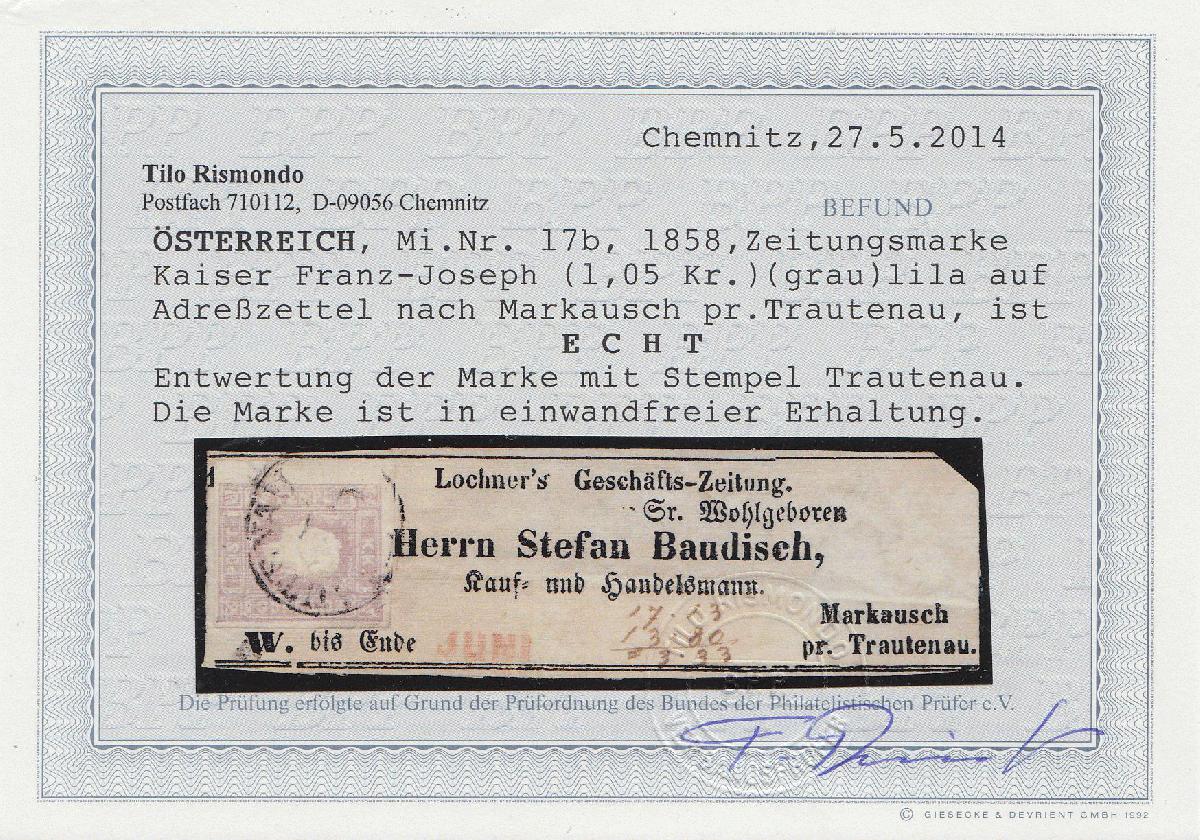 Chemnitz,27.5.2014
Tilo Rismondo
Postfach 710112, D-09056 Chemnitz
BEFUND
ÖSTERREICH, Mi.Nr. 17b, 1858,Zeitungsmarke
Kaiser Franz-Joseph (1,05 Kr.)(grau)lila auf
Adreßzettel nach Markausch pr.Trautenau, ist
E C H T
Entwertung der Marke mit Stempel Trautenau.
Die Marke ist in einwandfreier Erhaltung.
Lochner's Geschäfts-Zeitung.
Sr. Wohlgeboren
Herrn Stefan Baudisch,
Kauf- und Handelsmann.
Markausch
W. bis Ende JUNI pr. Trautenau.
Die Prüfung erfolgte auf Grund der Prüfordnung des Bundes der Philatelistischen Prüfer e.V.
© GIESECKE & DEVRIENT GMBH 1992